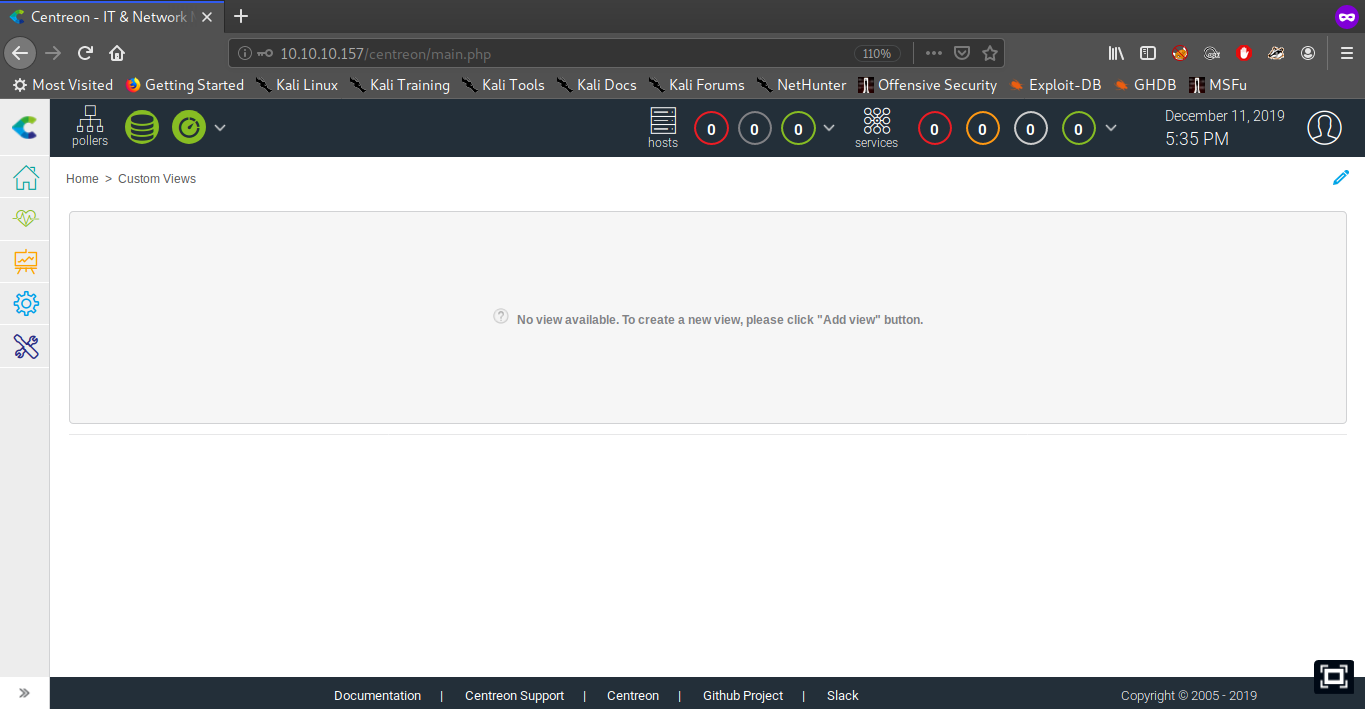 Centreon - IT & Network
10.10.10.157/centreon/main.php
110%
Most Visited
Getting Started
Kali Linux
Kali Training
Kali Tools
Kali Docs
Kali Forums
NetHunter
Offensive Security
Exploit-DB
GHDB
MSFu
pollers
hosts
0
0
0
services
0
0
0
0
December 11, 2019
5:35 PM
Home > Custom Views
No view available. To create a new view, please click "Add view" button.
Documentation | Centreon Support | Centreon | Github Project | Slack
Copyright © 2005 - 2019